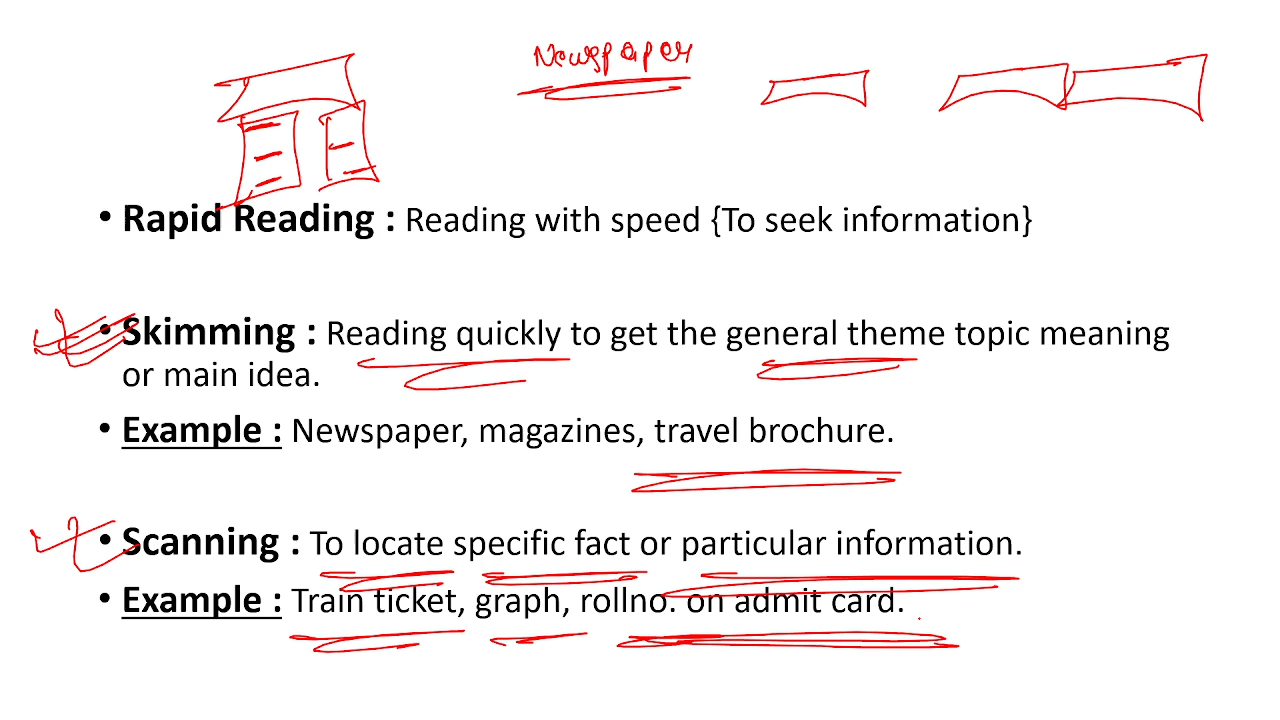 Newspaper
• Rapid Reading : Reading with speed {To seek information}
• Skimming : Reading quickly to get the general theme topic meaning
or main idea.
• Example : Newspaper, magazines, travel brochure.
• Scanning : To locate specific fact or particular information.
• Example : Train ticket, graph, rollno. on admit card.